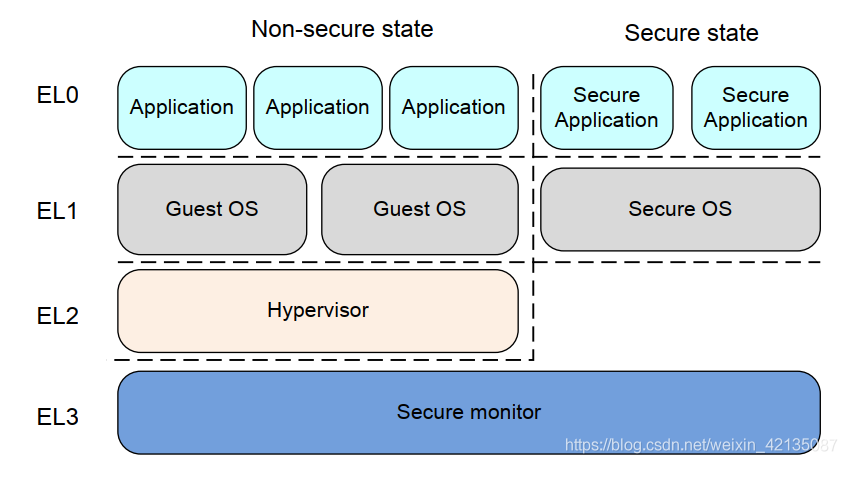 Non-secure state
Secure state
EL0
Application
Application
Application
Secure
Application
Secure
Application
EL1
Guest OS
Guest OS
Secure OS
EL2
Hypervisor
EL3
Secure monitor
https://blog.csdn.net/weixin_42135087